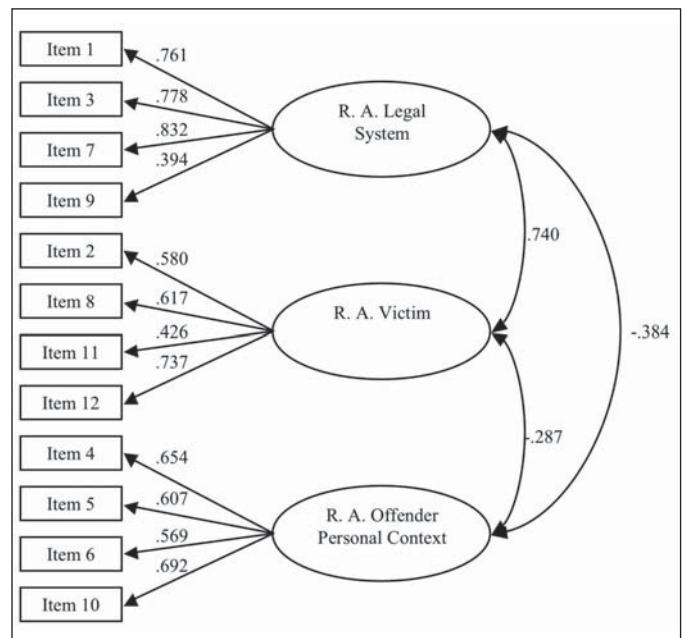 Item 1
.761
Item 3
.778
R. A. Legal
System
Item 7
.832
.394
Item 9
.740
Item 2
.580
Item 8
.617
R. A. Victim
Item 11
.426
-.384
.737
Item 12
-.287
Item 4
.654
Item 5
.607
R. A. Offender
Personal Context
Item 6
.569
.692
Item 10